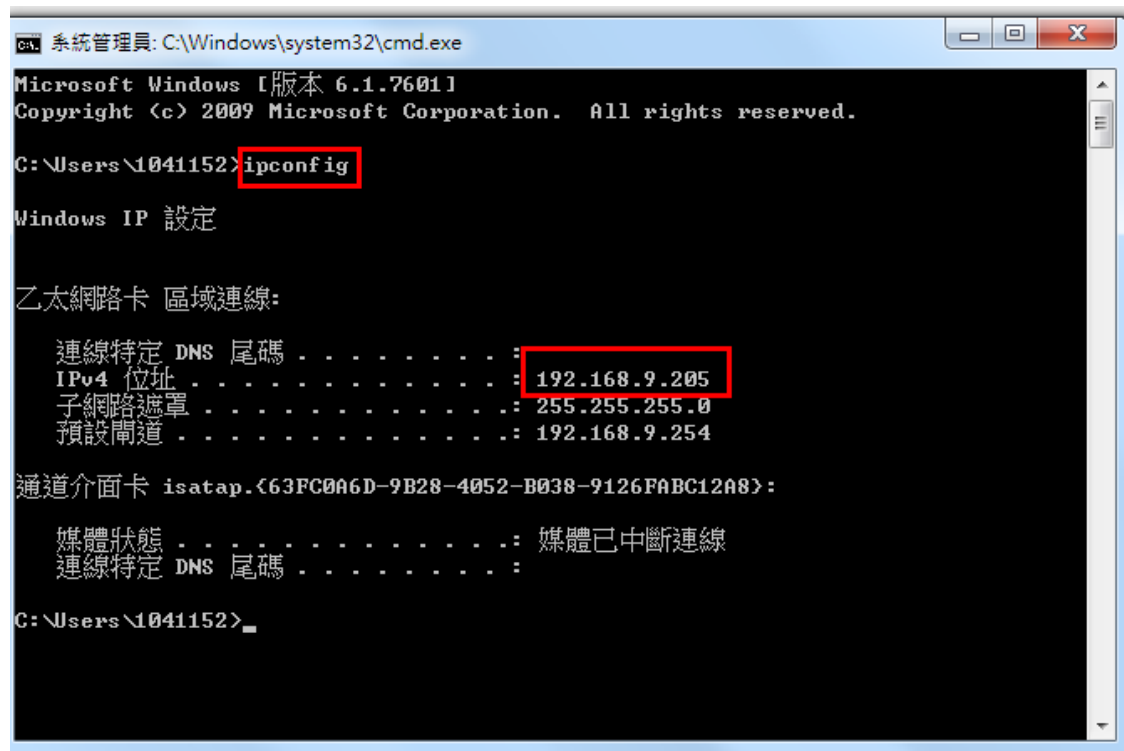 系統管理員: C:\Windows\system32\cmd.exe
Microsoft Windows [版本 6.1.7601]
Copyright (c) 2009 Microsoft Corporation.  All rights reserved.
C:\Users\1041152>ipconfig
Windows IP 設定
乙太網路卡 區域連線:
連線特定 DNS 尾碼 . . . . . . . . :
IPv4 位址 . . . . . . . . . . . . : 192.168.9.205
子網路遮罩 . . . . . . . . . . . .: 255.255.255.0
預設閘道 . . . . . . . . . . . . .: 192.168.9.254
通道介面卡 isatap.{63FC0A6D-9B28-4052-B038-9126FABC12A8}:
媒體狀態 . . . . . . . . . . . . .: 媒體已中斷連線
連線特定 DNS 尾碼 . . . . . . . . :
C:\Users\1041152>_